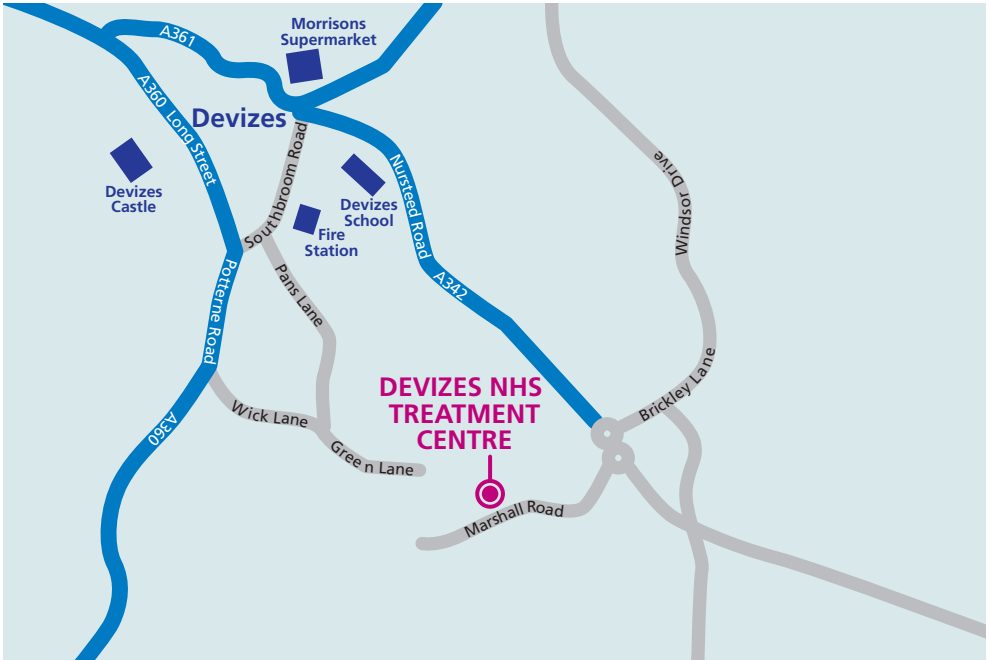 Morrisons
Supermarket
A361
A360 Long Street
Devizes
Devizes
Castle
Southbroom Road
Devizes
School
Fire
Station
Nursteed Road
A342
Windsor Drive
Pans Lane
Potterne Road
A360
Wick Lane
Green Lane
DEVIZES NHS
TREATMENT
CENTRE
Brickley Lane
Marshall Road